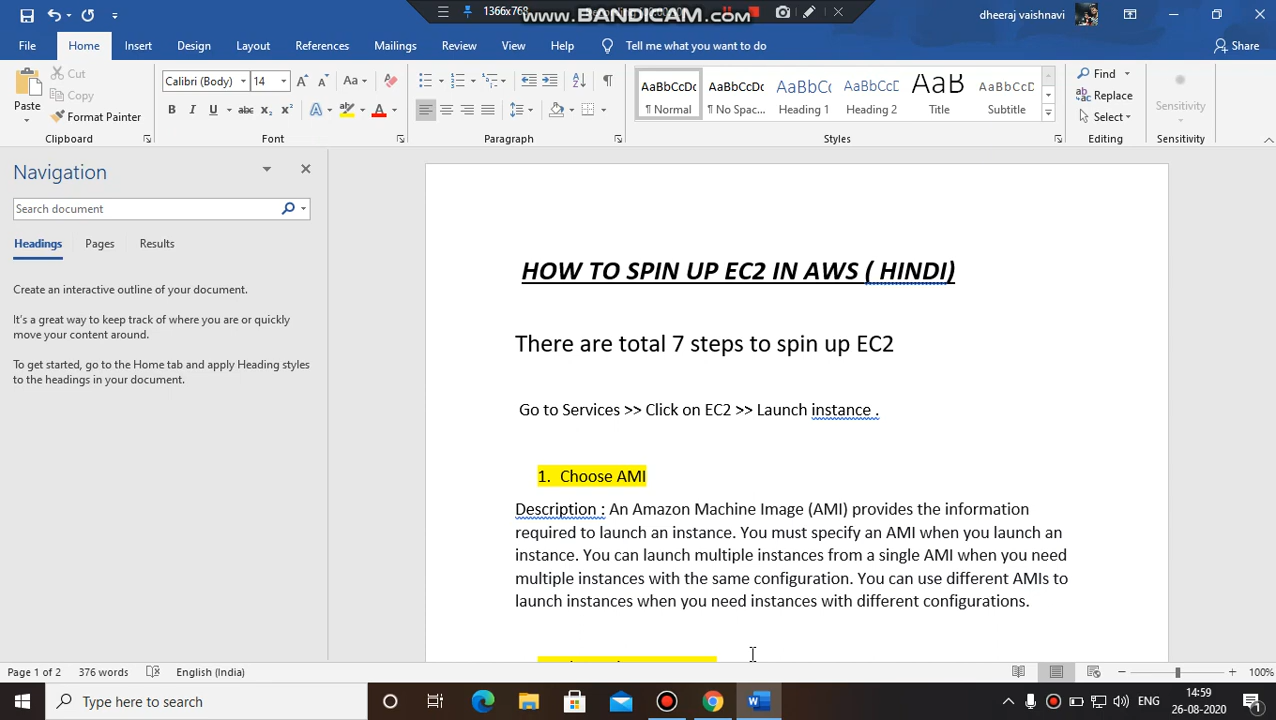 1366x768
www.BANDICAM.com
dheeraj vaishnavi
File Home Insert Design Layout References Mailings Review View Help Tell me what you want to do Share
Paste
Cut
Copy
Format Painter
Clipboard
Calibri (Body) 14
Font
Paragraph
AaBbCcDc AaBbCcDc AaBbCc AaBbCcC AaB AaBbCcD
¶ Normal ¶ No Spac... Heading 1 Heading 2 Title Subtitle
Styles
Find
Replace
Select
Editing
Sensitivity
Sensitivity
Navigation
Search document
Headings Pages Results
Create an interactive outline of your document.
It's a great way to keep track of where you are or quickly
move your content around.
To get started, go to the Home tab and apply Heading styles
to the headings in your document.
HOW TO SPIN UP EC2 IN AWS ( HINDI)
There are total 7 steps to spin up EC2
Go to Services >> Click on EC2 >> Launch instance .
1. Choose AMI
Description : An Amazon Machine Image (AMI) provides the information
required to launch an instance. You must specify an AMI when you launch an
instance. You can launch multiple instances from a single AMI when you need
multiple instances with the same configuration. You can use different AMIs to
launch instances when you need instances with different configurations.
Page 1 of 2 376 words English (India) 100%
Type here to search
ENG
14:59
26-08-2020